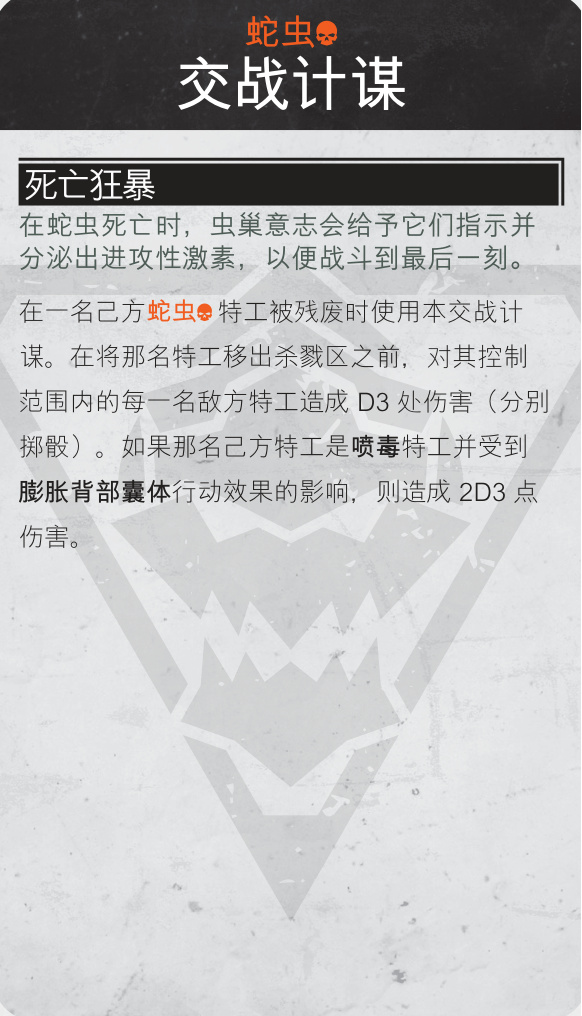 蛇虫
交战计谋
死亡狂暴
在蛇虫死亡时，虫巢意志会给予它们指示并
分泌出进攻性激素，以便战斗到最后一刻。
在一名己方蛇虫特工被残废时使用本交战计
谋。在将那名特工移出杀戮区之前，对其控制
范围内的每一名敌方特工造成 D3 处伤害（分别
掷骰）。如果那名己方特工是喷毒特工并受到
膨胀背部囊体行动效果的影响，则造成 2D3 点
伤害。